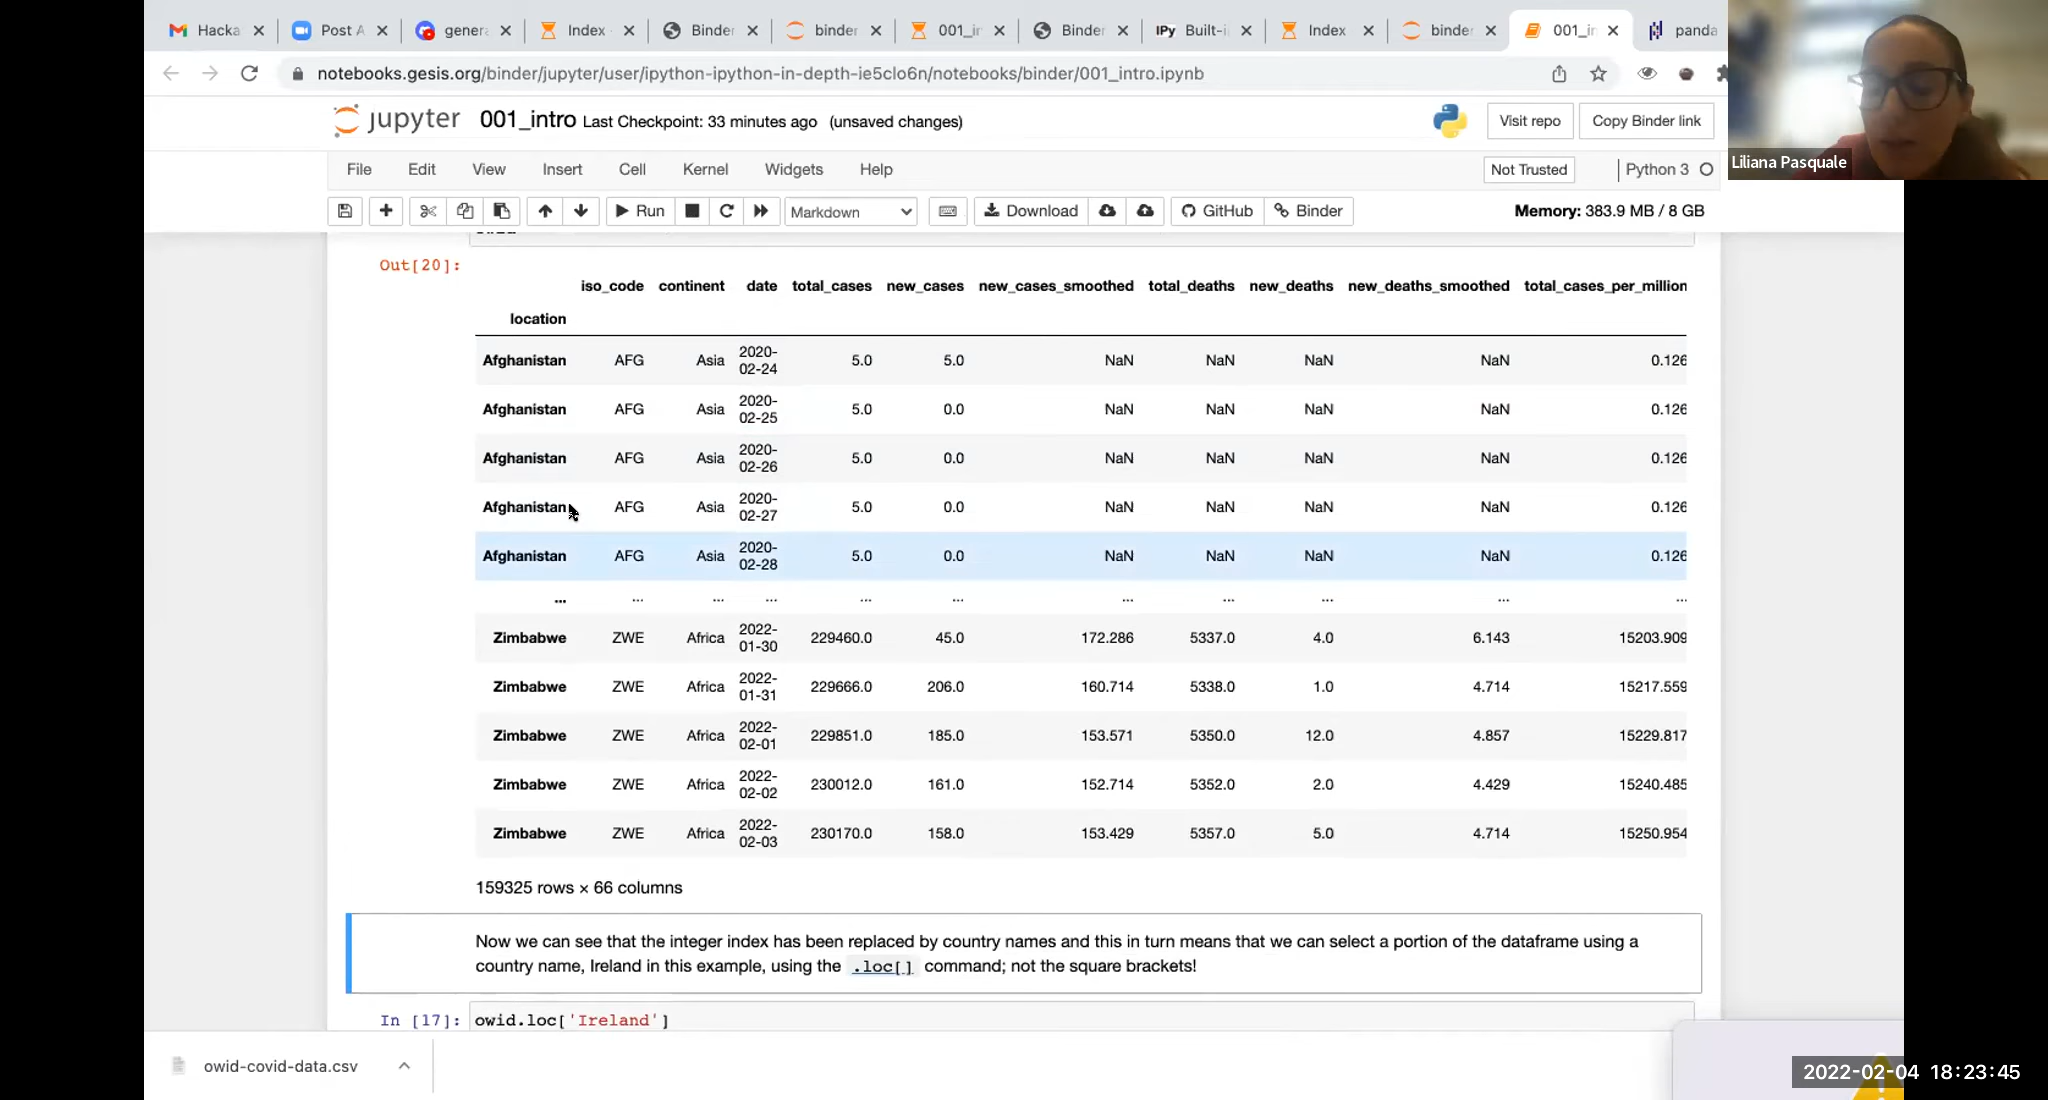 Hacka Post A genera Index Binder binder 001_in Binder IPy Built-i Index binder 001_in panda
notebooks.gesis.org/binder/jupyter/user/ipython-ipython-in-depth-ie5clo6n/notebooks/binder/001_intro.ipynb
jupyter 001_intro Last Checkpoint: 33 minutes ago (unsaved changes) Visit repo Copy Binder link
Liliana Pasquale
File Edit View Insert Cell Kernel Widgets Help Not Trusted Python 3
Run Markdown Download GitHub Binder Memory: 383.9 MB / 8 GB
Out[20]:
iso_code continent date total_cases new_cases new_cases_smoothed total_deaths new_deaths new_deaths_smoothed total_cases_per_million
location
Afghanistan AFG Asia 2020-02-24 5.0 5.0 NaN NaN NaN NaN 0.126
Afghanistan AFG Asia 2020-02-25 5.0 0.0 NaN NaN NaN NaN 0.126
Afghanistan AFG Asia 2020-02-26 5.0 0.0 NaN NaN NaN NaN 0.126
Afghanistan AFG Asia 2020-02-27 5.0 0.0 NaN NaN NaN NaN 0.126
Afghanistan AFG Asia 2020-02-28 5.0 0.0 NaN NaN NaN NaN 0.126
... ... ... ... ... ... ... ... ... ... ...
Zimbabwe ZWE Africa 2022-01-30 229460.0 45.0 172.286 5337.0 4.0 6.143 15203.909
Zimbabwe ZWE Africa 2022-01-31 229666.0 206.0 160.714 5338.0 1.0 4.714 15217.559
Zimbabwe ZWE Africa 2022-02-01 229851.0 185.0 153.571 5350.0 12.0 4.857 15229.817
Zimbabwe ZWE Africa 2022-02-02 230012.0 161.0 152.714 5352.0 2.0 4.429 15240.485
Zimbabwe ZWE Africa 2022-02-03 230170.0 158.0 153.429 5357.0 5.0 4.714 15250.954
159325 rows × 66 columns
Now we can see that the integer index has been replaced by country names and this in turn means that we can select a portion of the dataframe using a
country name, Ireland in this example, using the .loc[] command; not the square brackets!
In [17]: owid.loc['Ireland']
owid-covid-data.csv
2022-02-04 18:23:45